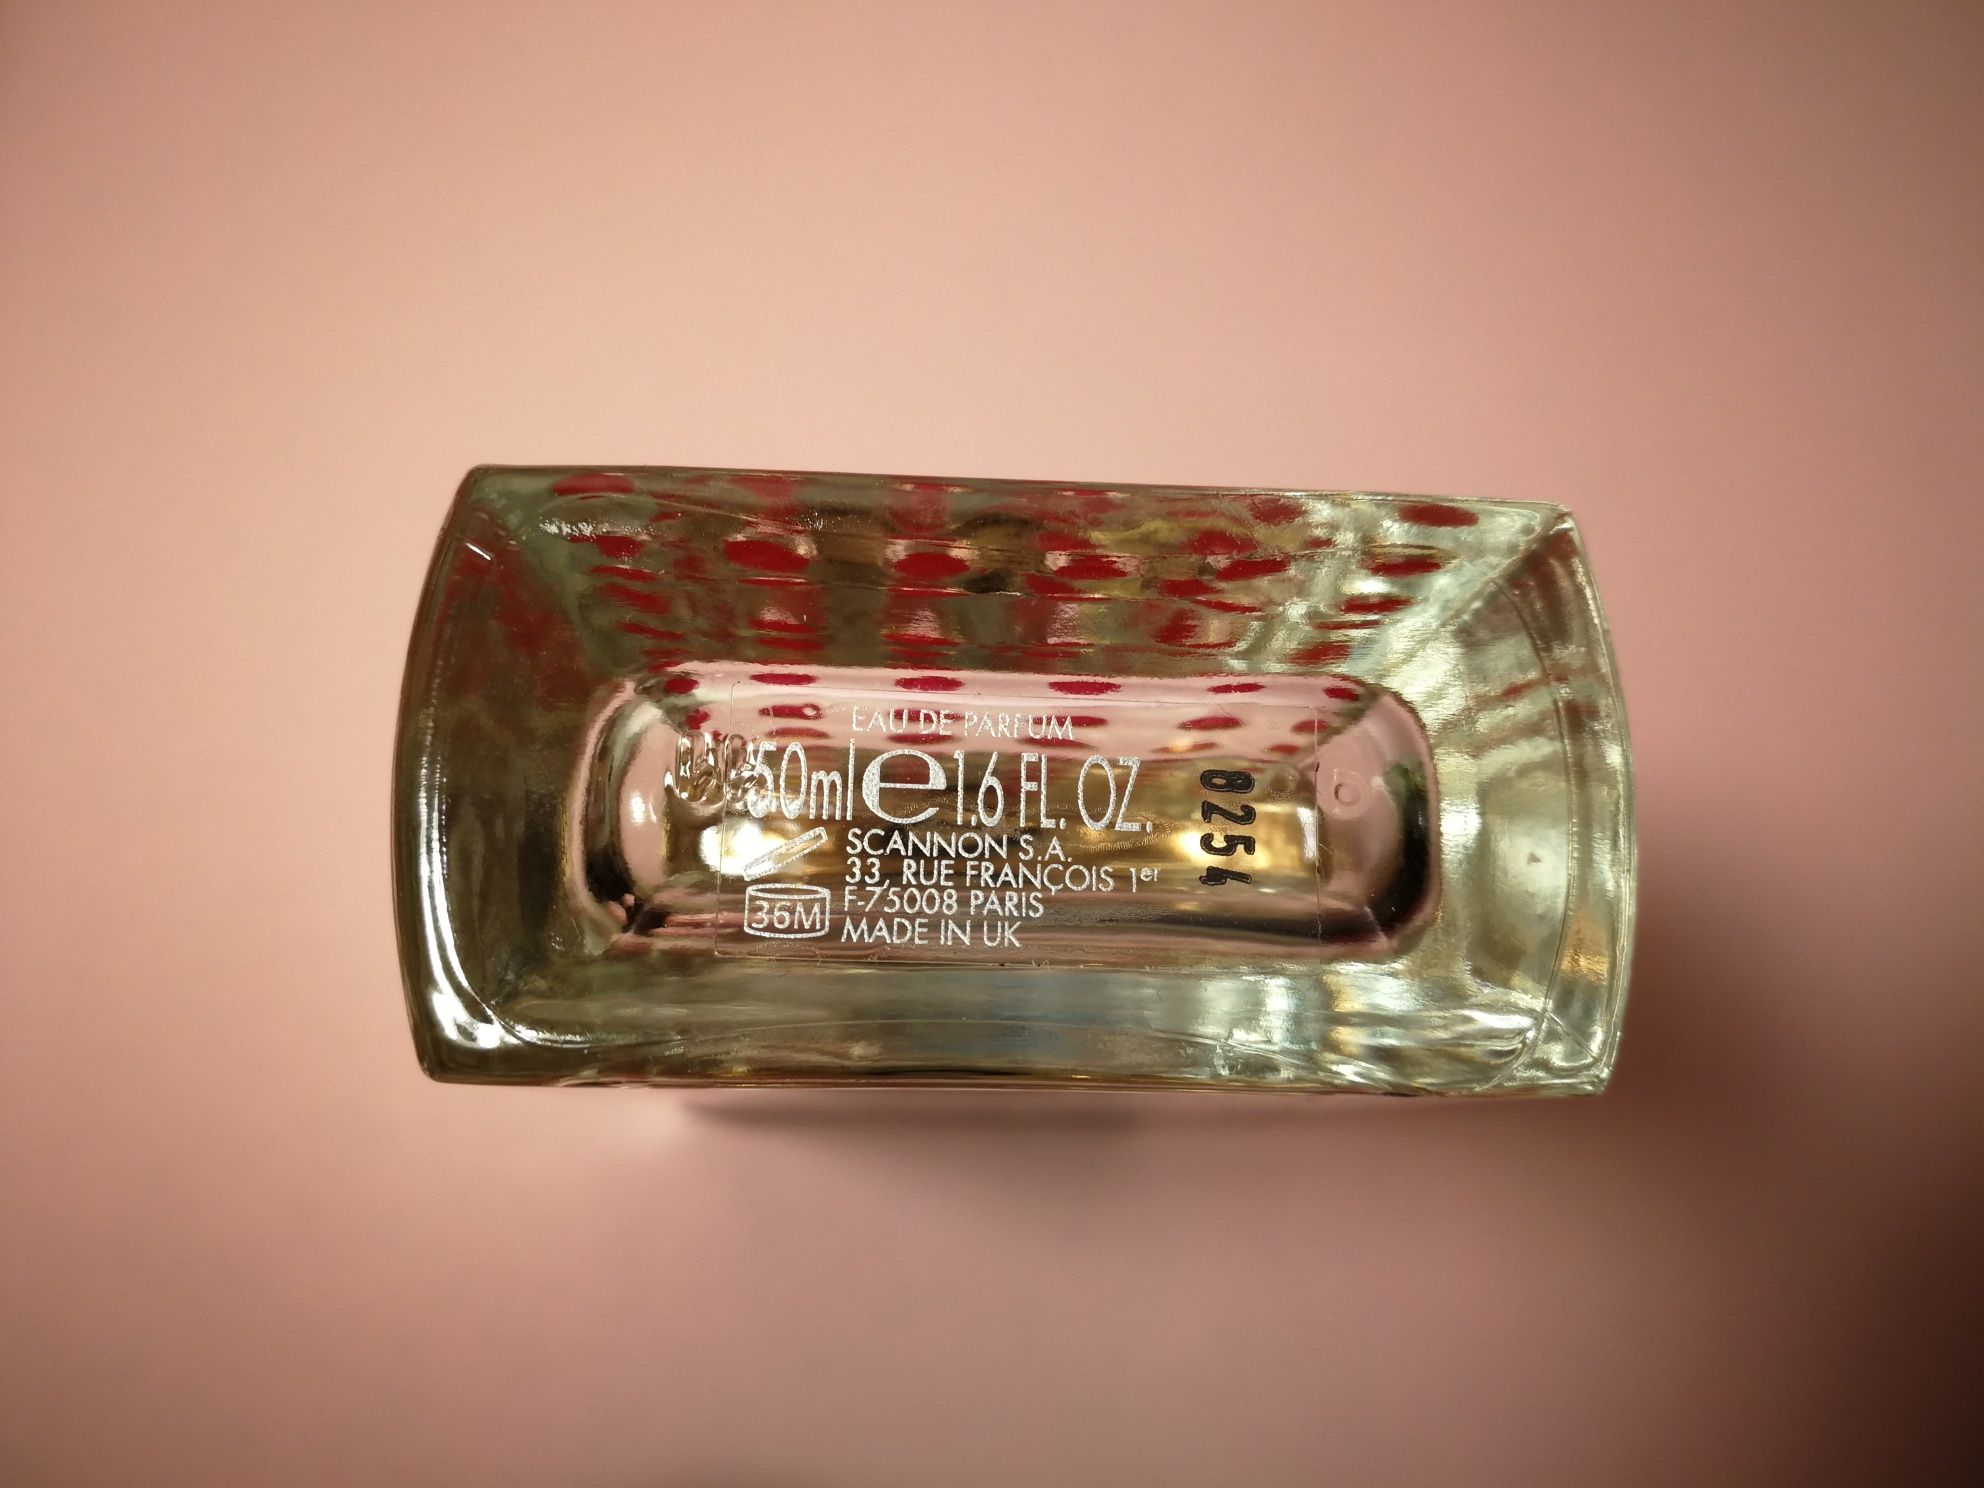 EAU DE PARFUM
50ml e 1.6 FL. OZ.
SCANNON S.A.
33, RUE FRANÇOIS 1er
F-75008 PARIS
MADE IN UK
36M
8254